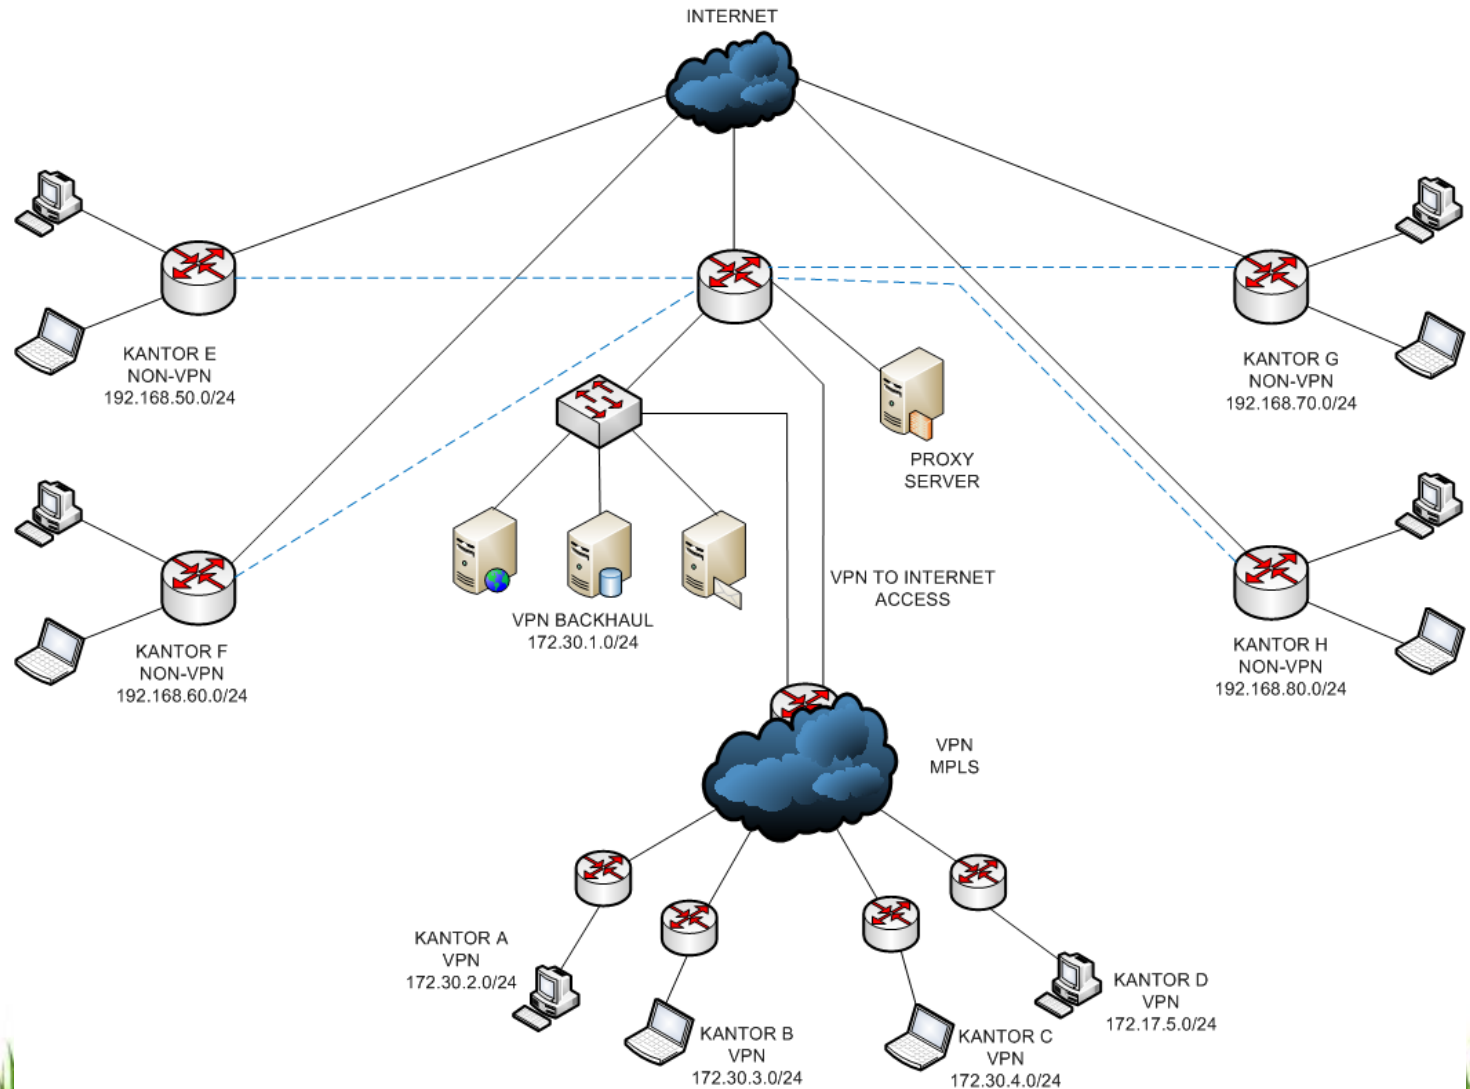 INTERNET
KANTOR E
NON-VPN
192.168.50.0/24
KANTOR G
NON-VPN
192.168.70.0/24
PROXY
SERVER
VPN TO INTERNET
ACCESS
VPN BACKHAUL
172.30.1.0/24
KANTOR F
NON-VPN
192.168.60.0/24
KANTOR H
NON-VPN
192.168.80.0/24
VPN
MPLS
KANTOR A
VPN
172.30.2.0/24
KANTOR B
VPN
172.30.3.0/24
KANTOR C
VPN
172.30.4.0/24
KANTOR D
VPN
172.17.5.0/24